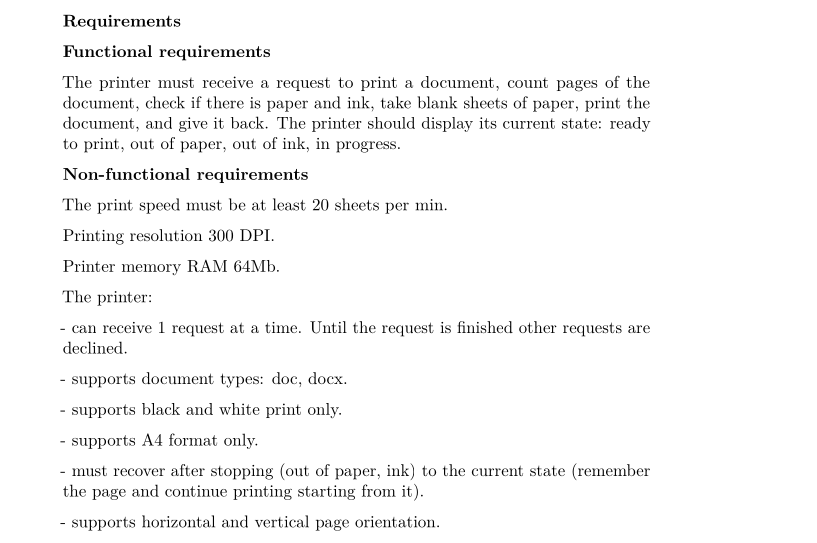 Requirements
Functional requirements
The printer must receive a request to print a document, count pages of the
document, check if there is paper and ink, take blank sheets of paper, print the
document, and give it back. The printer should display its current state: ready
to print, out of paper, out of ink, in progress.
Non-functional requirements
The print speed must be at least 20 sheets per min.
Printing resolution 300 DPI.
Printer memory RAM 64Mb.
The printer:
- can receive 1 request at a time. Until the request is finished other requests are
declined.
- supports document types: doc, docx.
- supports black and white print only.
- supports A4 format only.
- must recover after stopping (out of paper, ink) to the current state (remember
the page and continue printing starting from it).
- supports horizontal and vertical page orientation.